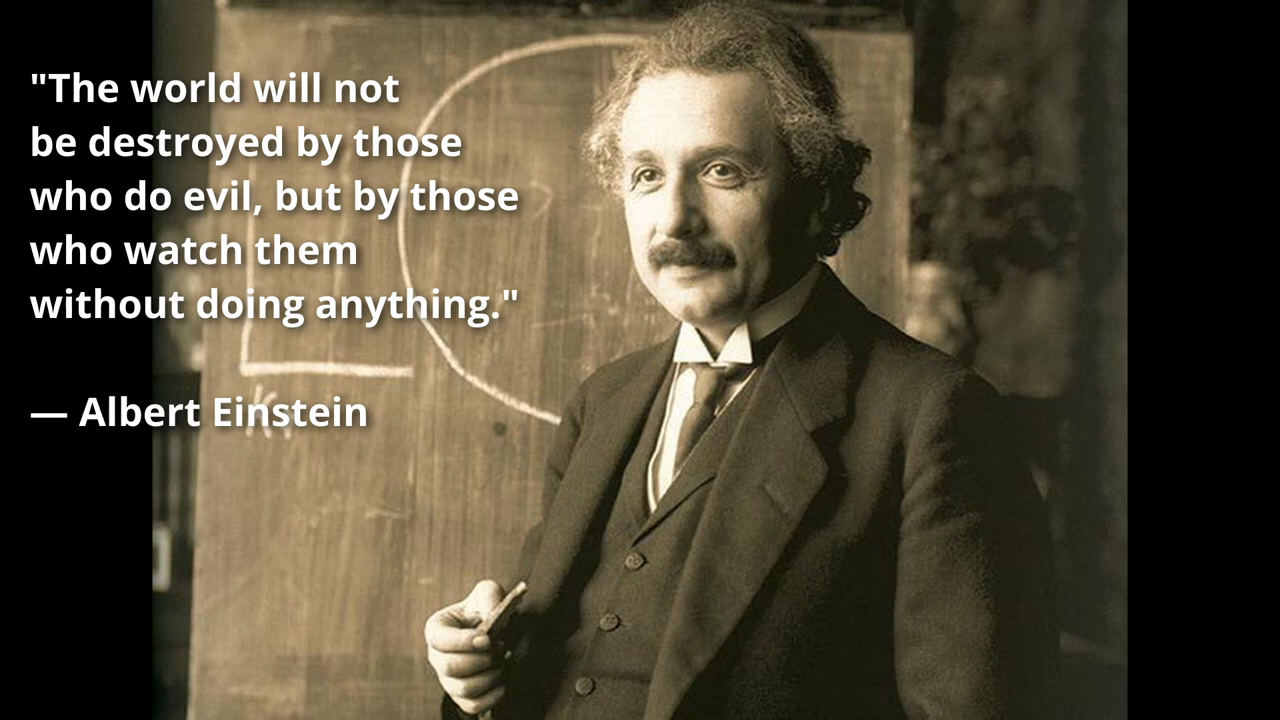 "The world will not
be destroyed by those
who do evil, but by those
who watch them
without doing anything."
— Albert Einstein